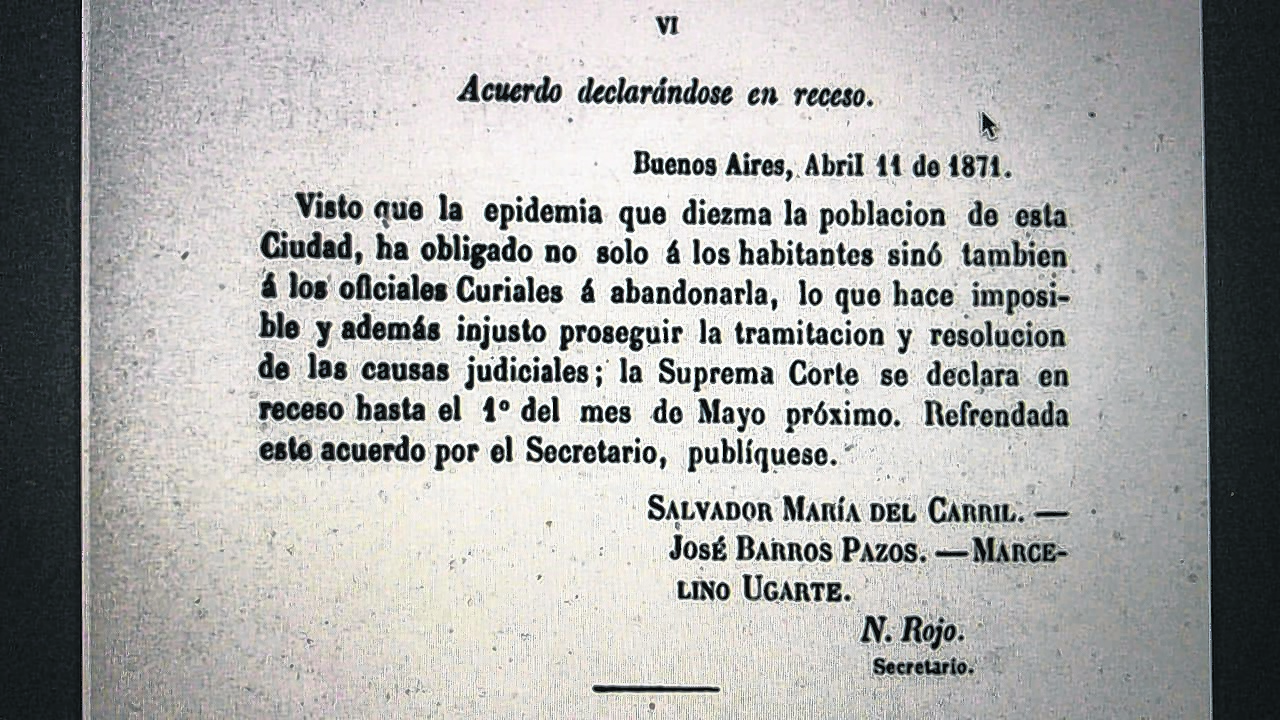 VI
Acuerdo declarándose en receso.
Buenos Aires, Abril 11 de 1871.
Visto que la epidemia que diezma la poblacion de esta
Ciudad, ha obligado no solo á los habitantes sinó tambien
á los oficiales Curiales á abandonarla, lo que hace imposi-
ble y además injusto proseguir la tramitacion y resolucion
de las causas judiciales; la Suprema Corte se declara en
receso hasta el 1º del mes de Mayo próximo. Refrendada
este acuerdo por el Secretario, publíquese.
SALVADOR MARÍA DEL CARRIL. —
JOSÉ BARROS PAZOS. — MARCE-
LINO UGARTE.
N. Rojo.
Secretario.